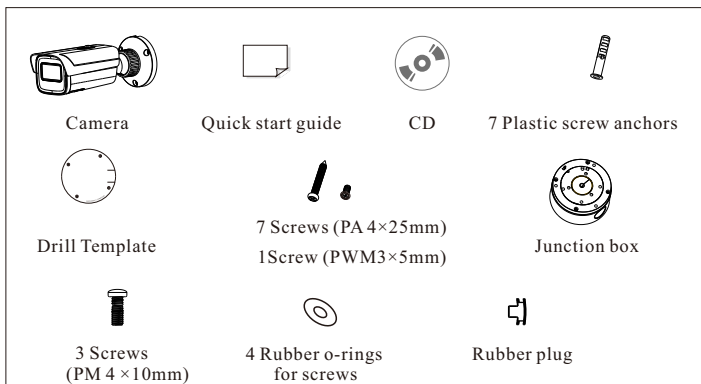 Camera
Quick start guide
CD
7 Plastic screw anchors
Drill Template
7 Screws (PA 4×25mm)
1Screw (PWM3×5mm)
Junction box
3 Screws
(PM 4 ×10mm)
4 Rubber o-rings
for screws
Rubber plug